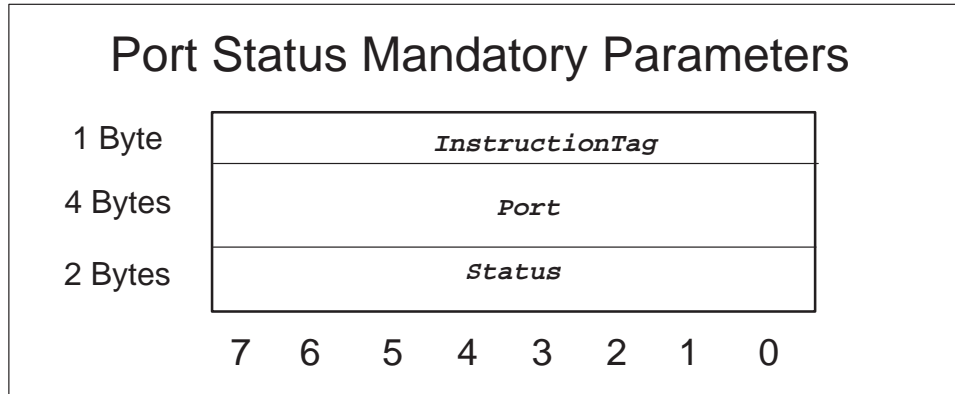 Port Status Mandatory Parameters
1 Byte InstructionTag
4 Bytes Port
2 Bytes Status
7 6 5 4 3 2 1 0